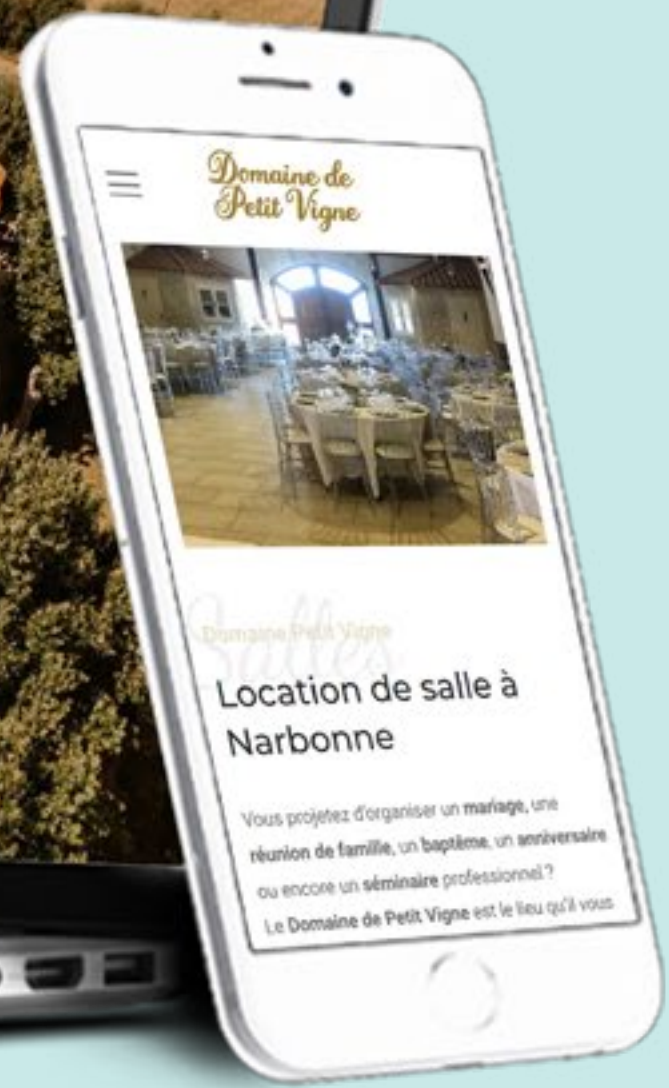 Domaine de
Petit Vigne
Salles
Domaine Petit Vigne
Location de salle à
Narbonne
Vous projetez d'organiser un mariage, une
réunion de famille, un baptême, un anniversaire
ou encore un séminaire professionnel ?
Le Domaine de Petit Vigne est le lieu qu'il vous